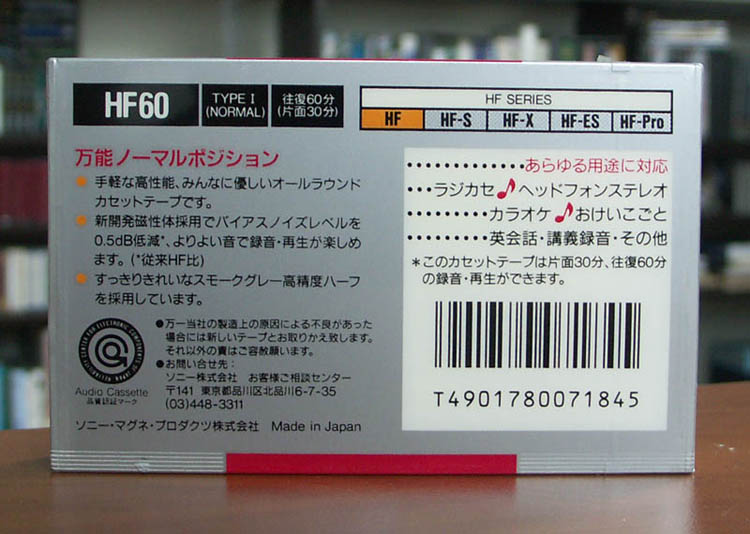 HF60
TYPE I
(NORMAL)
往復60分
(片面30分)
HF SERIES
HF
HF-S
HF-X
HF-ES
HF-Pro
万能ノーマルポジション
● 手軽な高性能、みんなに優しいオールラウンド
カセットテープです。
● 新開発磁性体採用でバイアスノイズレベルを
0.5dB低減*、よりよい音で録音・再生が楽しめ
ます。(*従来HF比)
● すっきりきれいなスモークグレー高精度ハーフ
を採用しています。
●万一当社の製造上の原因による不良があった
場合には新しいテープとお取りかえ致します。
それ以外の責はご容赦願います。
●お問い合せ先:
ソニー株式会社 お客様ご相談センター
〒141 東京都品川区北品川6-7-35
(03)448-3311
Audio Cassette
品質認証マーク
ソニー・マグネ・プロダクツ株式会社 Made in Japan
・・・・・・・・・・・・あらゆる用途に対応
・・ラジカセ♪ヘッドフォンステレオ
・・・・・・・・カラオケ♪おけいこごと
・・・・・・・・英会話・講義録音・その他
*このカセットテープは片面30分、往復60分
の録音・再生ができます。
T4901780071845